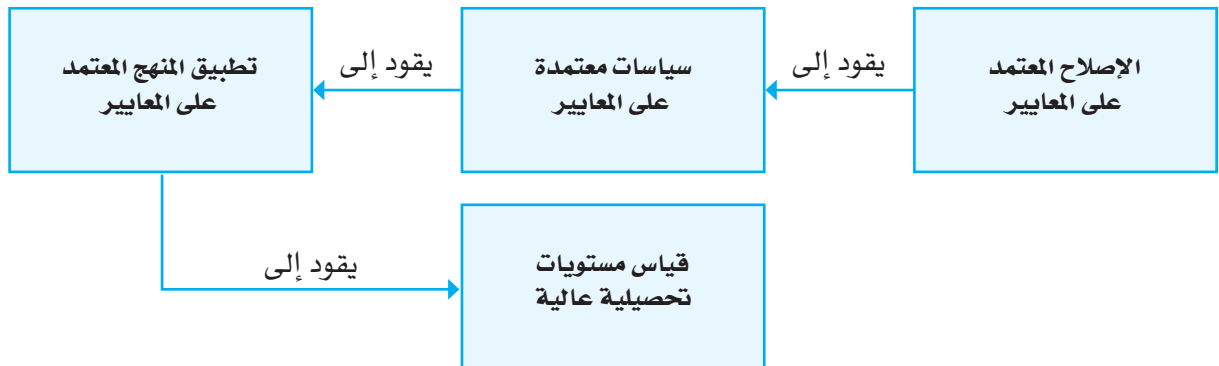 الإصلاح المعتمد
على المعايير
يقود إلى
سياسات معتمدة
على المعايير
يقود إلى
تطبيق المنهج المعتمد
على المعايير
يقود إلى
قياس مستويات
تحصيلية عالية